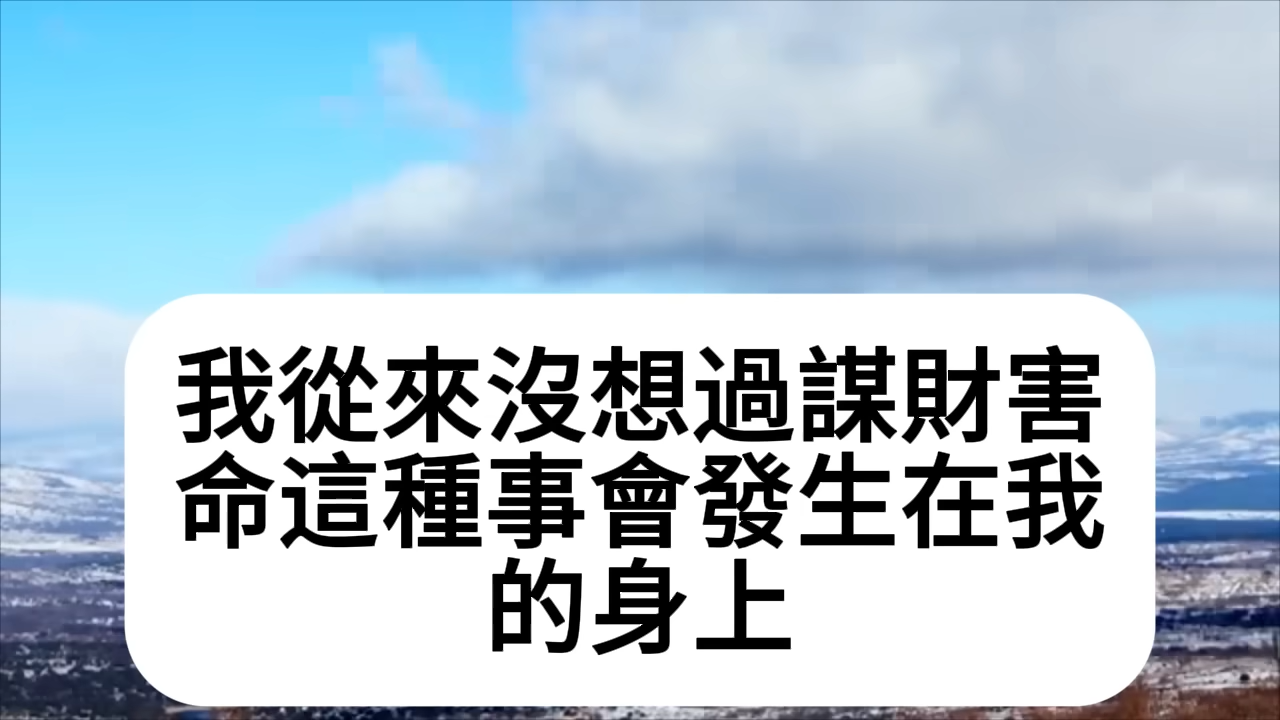 我從來沒想過謀財害
命這種事會發生在我
的身上